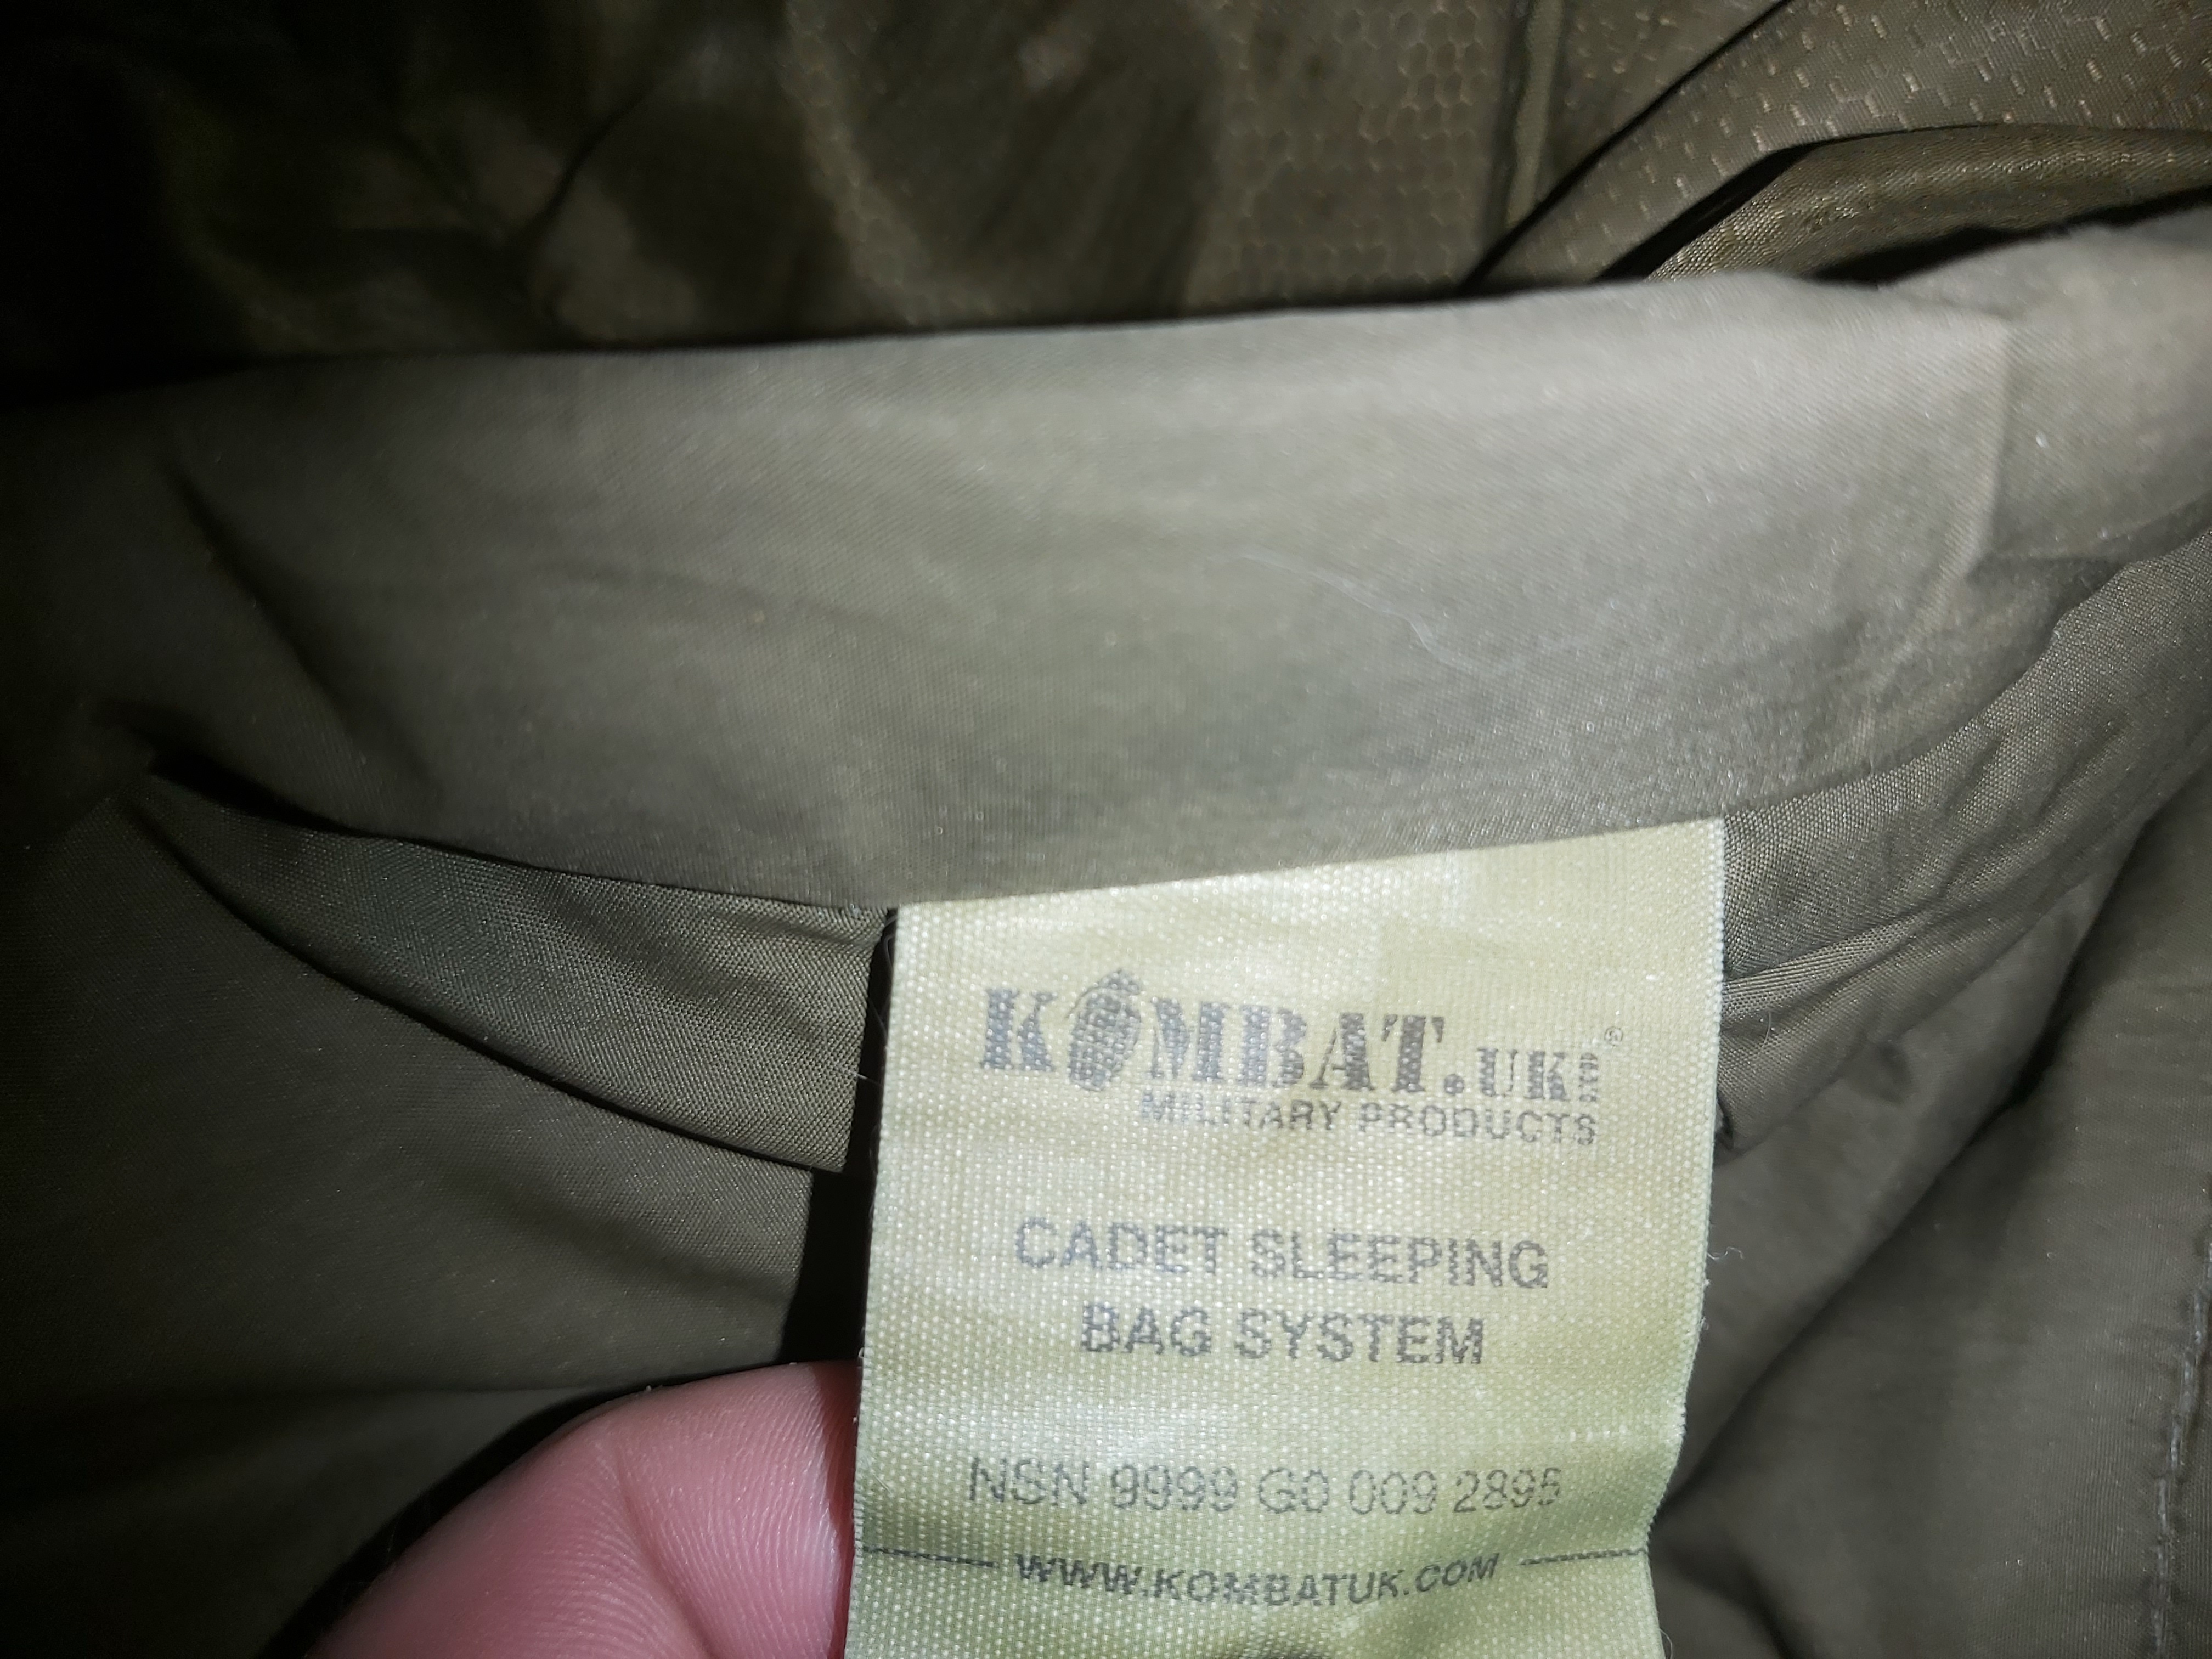 KOMBAT.UK
MILITARY PRODUCTS
CADET SLEEPING
BAG SYSTEM
NSN 9999 G0 009 2895
WWW.KOMBATUK.COM